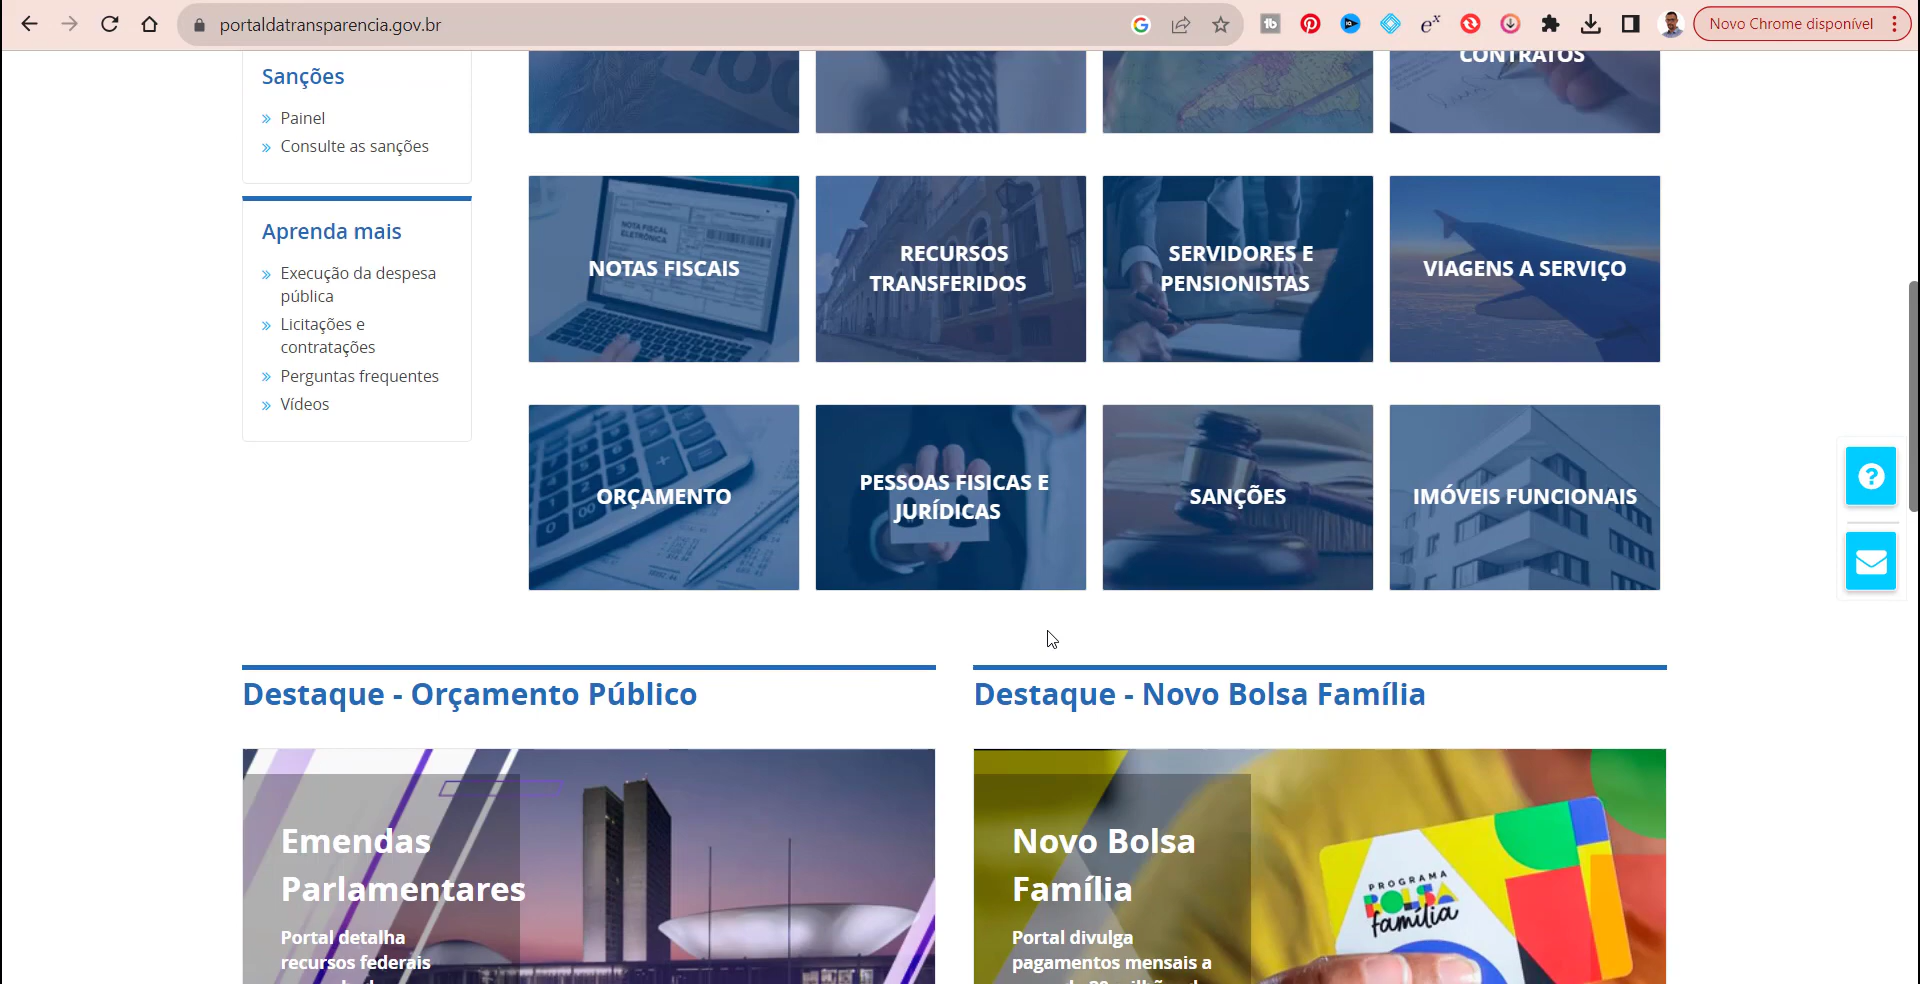 portaldatransparencia.gov.br
Novo Chrome disponível
Sanções
Painel
Consulte as sanções
Aprenda mais
Execução da despesa
pública
Licitações e
contratações
Perguntas frequentes
Vídeos
CONTRATOS
NOTA FISCAL
ELETRÔNICA
NOTAS FISCAIS
RECURSOS
TRANSFERIDOS
SERVIDORES E
PENSIONISTAS
VIAGENS A SERVIÇO
ORÇAMENTO
PESSOAS FISICAS E
JURÍDICAS
SANÇÕES
IMÓVEIS FUNCIONAIS
Destaque - Orçamento Público
Emendas
Parlamentares
Portal detalha
recursos federais
Destaque - Novo Bolsa Família
Novo Bolsa
Família
Portal divulga
pagamentos mensais a
PROGRAMA
BOLSA
família